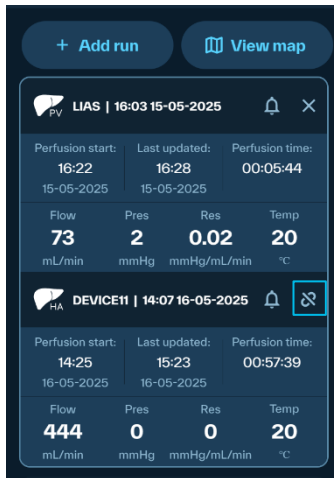 + Add run View map
PV LIAS | 16:03 15-05-2025
Perfusion start: Last updated: Perfusion time:
16:22 16:28 00:05:44
15-05-2025 15-05-2025
Flow Pres Res Temp
73 2 0.02 20
mL/min mmHg mmHg/mL/min °C
HA DEVICE11 | 14:07 16-05-2025
Perfusion start: Last updated: Perfusion time:
14:25 15:23 00:57:39
16-05-2025 16-05-2025
Flow Pres Res Temp
444 0 0 20
mL/min mmHg mmHg/mL/min °C